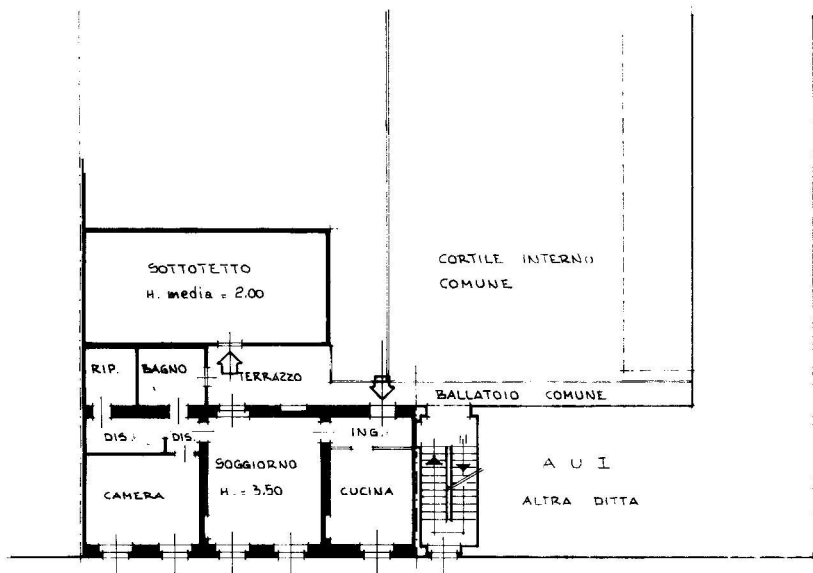 SOTTOTETTO
H. media = 2.00
CORTILE INTERNO
COMUNE
RIP.
BAGNO
TERRAZZO
BALLATOIO COMUNE
DIS.
DIS.
ING.
SOGGIORNO
H. = 3.50
CAMERA
CUCINA
A U I
ALTRA DITTA